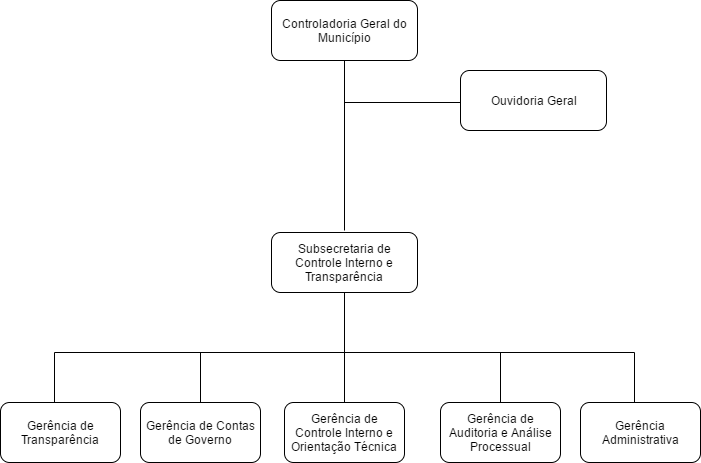 Controladoria Geral do
Município
Ouvidoria Geral
Subsecretaria de
Controle Interno e
Transparência
Gerência de
Transparência
Gerência de Contas
de Governo
Gerência de
Controle Interno e
Orientação Técnica
Gerência de
Auditoria e Análise
Processual
Gerência
Administrativa